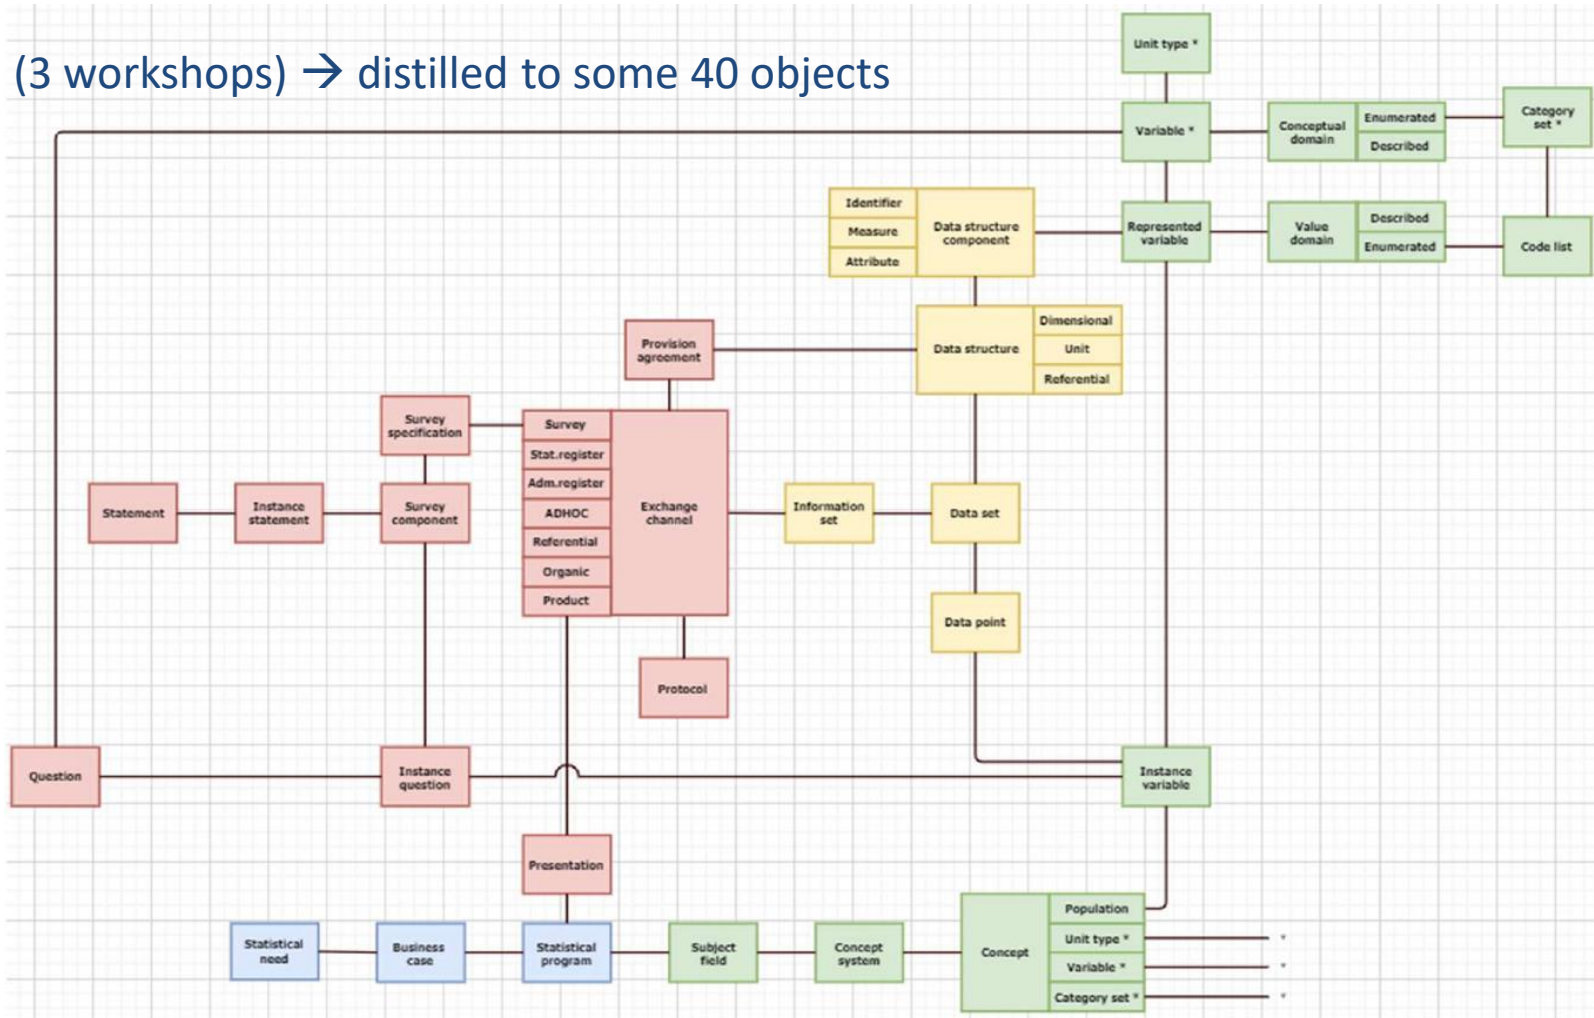 (3 workshops) → distilled to some 40 objects
Unit type *
Variable *
Conceptual
domain
Enumerated
Described
Category
set *
Identifier
Measure
Attribute
Data structure
component
Represented
variable
Value
domain
Described
Enumerated
Code list
Provision
agreement
Data structure
Dimensional
Unit
Referential
Survey
specification
Survey
Stat.register
Adm.register
ADHOC
Referential
Organic
Product
Exchange
channel
Statement
Instance
statement
Survey
component
Information
set
Data set
Data point
Protocol
Question
Instance
question
Instance
variable
Presentation
Statistical
need
Business
case
Statistical
program
Subject
field
Concept
system
Concept
Population
Unit type *
Variable *
Category set *
*
*
*